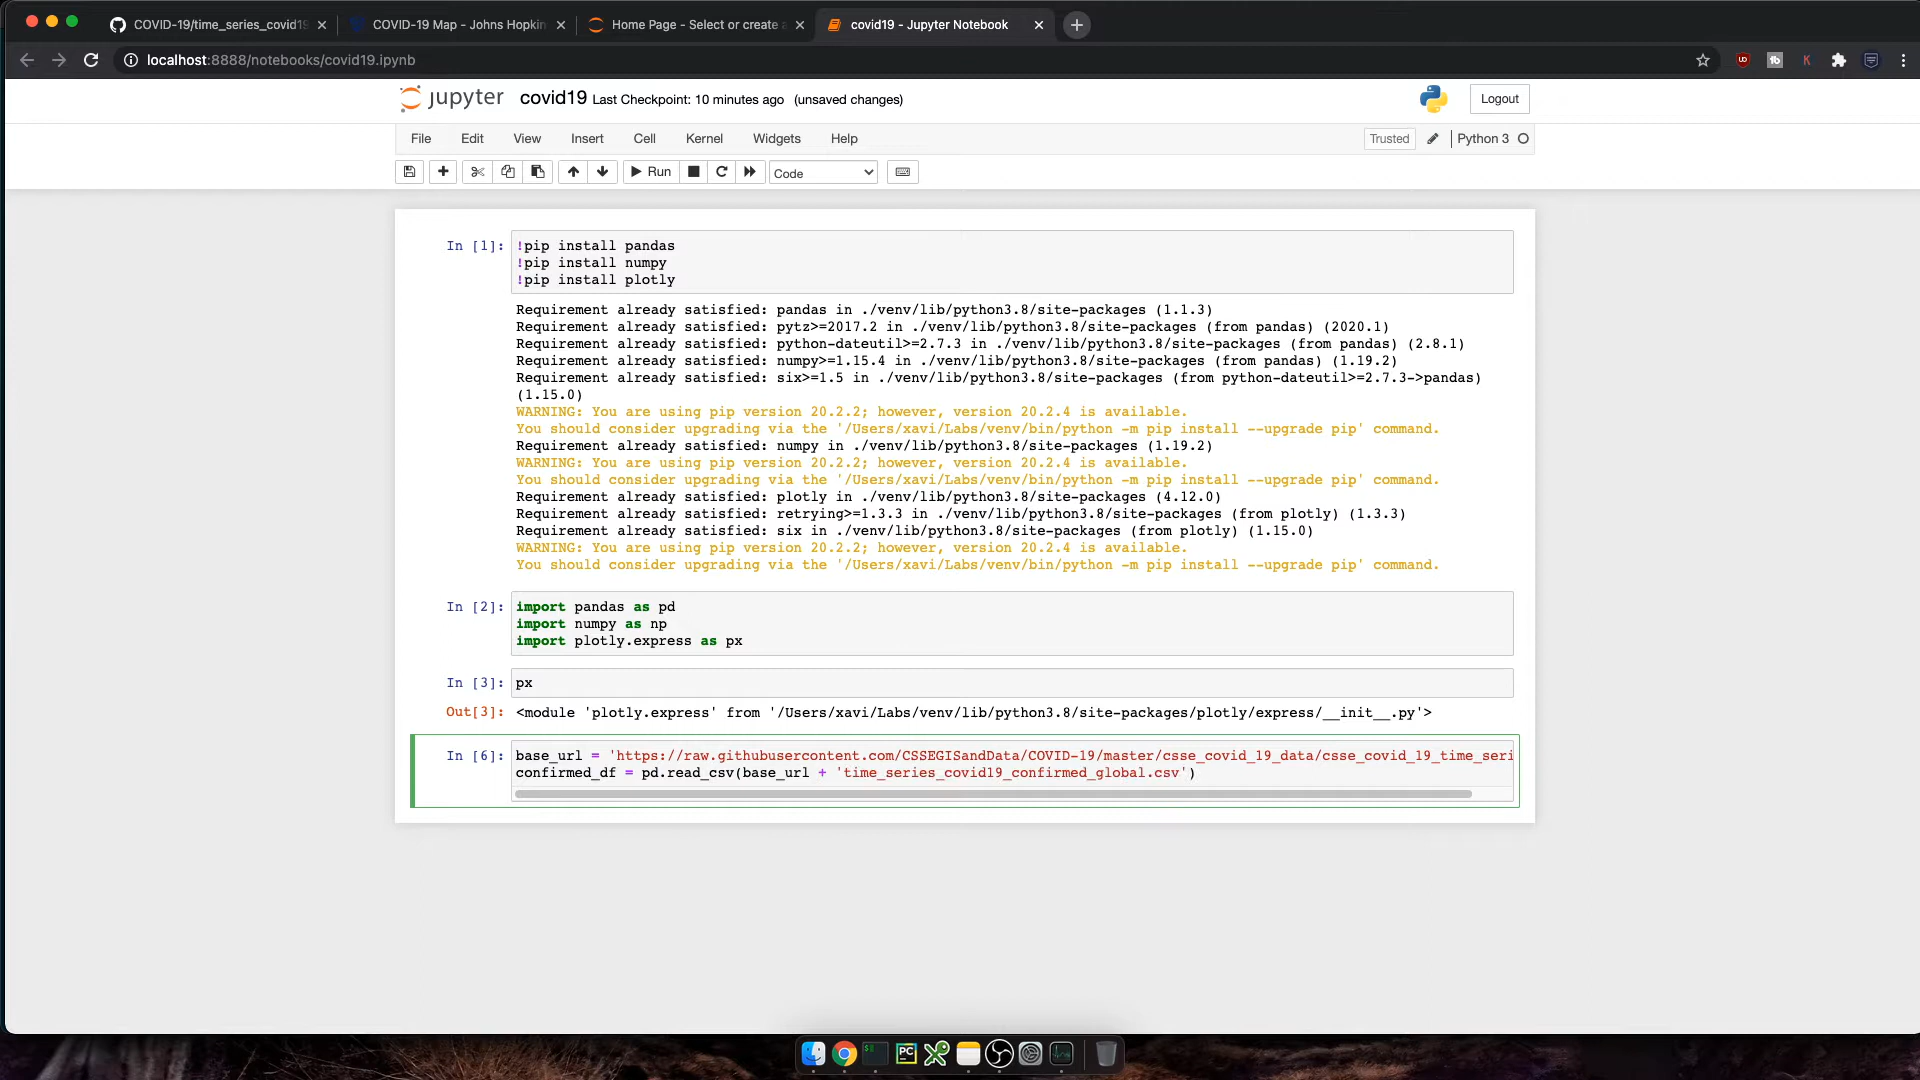 COVID-19/time_series_covid19
COVID-19 Map - Johns Hopkin
Home Page - Select or create a
covid19 - Jupyter Notebook
localhost:8888/notebooks/covid19.ipynb
jupyter covid19 Last Checkpoint: 10 minutes ago (unsaved changes)
Logout
File Edit View Insert Cell Kernel Widgets Help
Trusted Python 3
Run Code
In [1]: !pip install pandas
!pip install numpy
!pip install plotly
Requirement already satisfied: pandas in ./venv/lib/python3.8/site-packages (1.1.3)
Requirement already satisfied: pytz>=2017.2 in ./venv/lib/python3.8/site-packages (from pandas) (2020.1)
Requirement already satisfied: python-dateutil>=2.7.3 in ./venv/lib/python3.8/site-packages (from pandas) (2.8.1)
Requirement already satisfied: numpy>=1.15.4 in ./venv/lib/python3.8/site-packages (from pandas) (1.19.2)
Requirement already satisfied: six>=1.5 in ./venv/lib/python3.8/site-packages (from python-dateutil>=2.7.3->pandas)
(1.15.0)
WARNING: You are using pip version 20.2.2; however, version 20.2.4 is available.
You should consider upgrading via the '/Users/xavi/Labs/venv/bin/python -m pip install --upgrade pip' command.
Requirement already satisfied: numpy in ./venv/lib/python3.8/site-packages (1.19.2)
WARNING: You are using pip version 20.2.2; however, version 20.2.4 is available.
You should consider upgrading via the '/Users/xavi/Labs/venv/bin/python -m pip install --upgrade pip' command.
Requirement already satisfied: plotly in ./venv/lib/python3.8/site-packages (4.12.0)
Requirement already satisfied: retrying>=1.3.3 in ./venv/lib/python3.8/site-packages (from plotly) (1.3.3)
Requirement already satisfied: six in ./venv/lib/python3.8/site-packages (from plotly) (1.15.0)
WARNING: You are using pip version 20.2.2; however, version 20.2.4 is available.
You should consider upgrading via the '/Users/xavi/Labs/venv/bin/python -m pip install --upgrade pip' command.
In [2]: import pandas as pd
import numpy as np
import plotly.express as px
In [3]: px
Out[3]: <module 'plotly.express' from '/Users/xavi/Labs/venv/lib/python3.8/site-packages/plotly/express/__init__.py'>
In [6]: base_url = 'https://raw.githubusercontent.com/CSSEGISandData/COVID-19/master/csse_covid_19_data/csse_covid_19_time_seri
confirmed_df = pd.read_csv(base_url + 'time_series_covid19_confirmed_global.csv')
PC